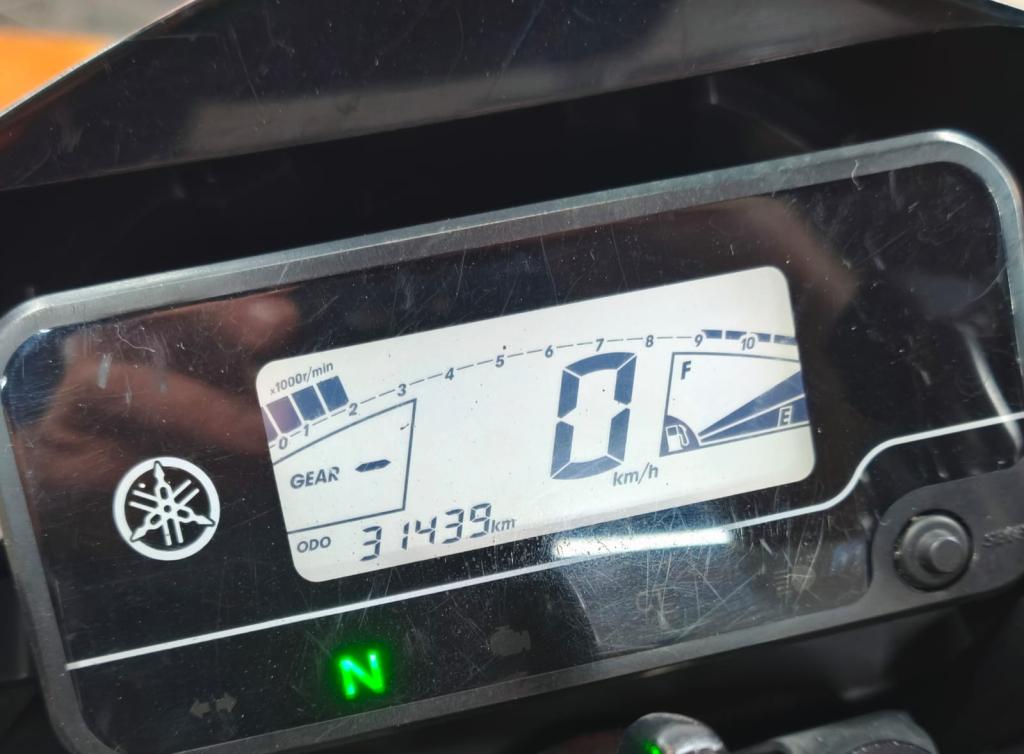 x1000r/min
0 1 2 3 4 5 6 7 8 9 10
F
E
GEAR -
0
km/h
ODO 31439km
N